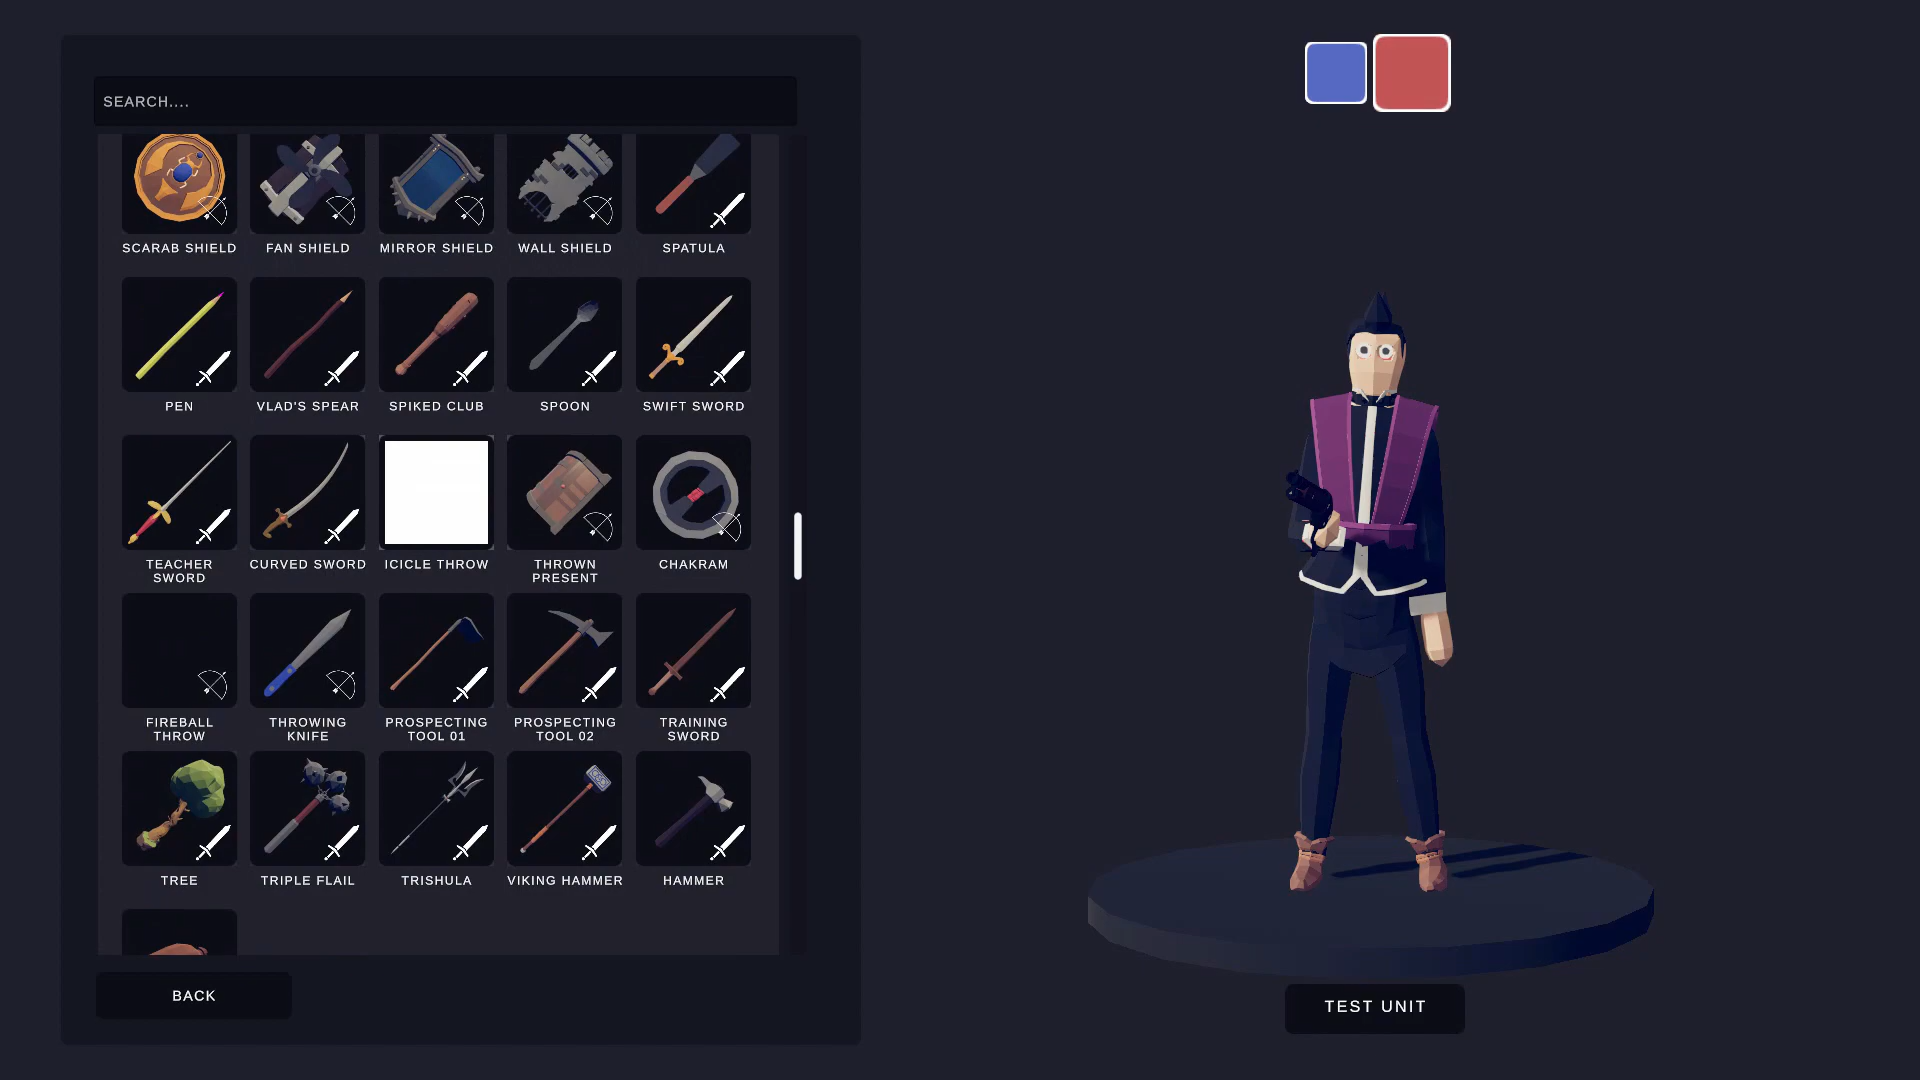 SEARCH....
SCARAB SHIELD
FAN SHIELD
MIRROR SHIELD
WALL SHIELD
SPATULA
PEN
VLAD'S SPEAR
SPIKED CLUB
SPOON
SWIFT SWORD
TEACHER
SWORD
CURVED SWORD
ICICLE THROW
THROWN
PRESENT
CHAKRAM
FIREBALL
THROW
THROWING
KNIFE
PROSPECTING
TOOL 01
PROSPECTING
TOOL 02
TRAINING
SWORD
TREE
TRIPLE FLAIL
TRISHULA
VIKING HAMMER
HAMMER
BACK
TEST UNIT